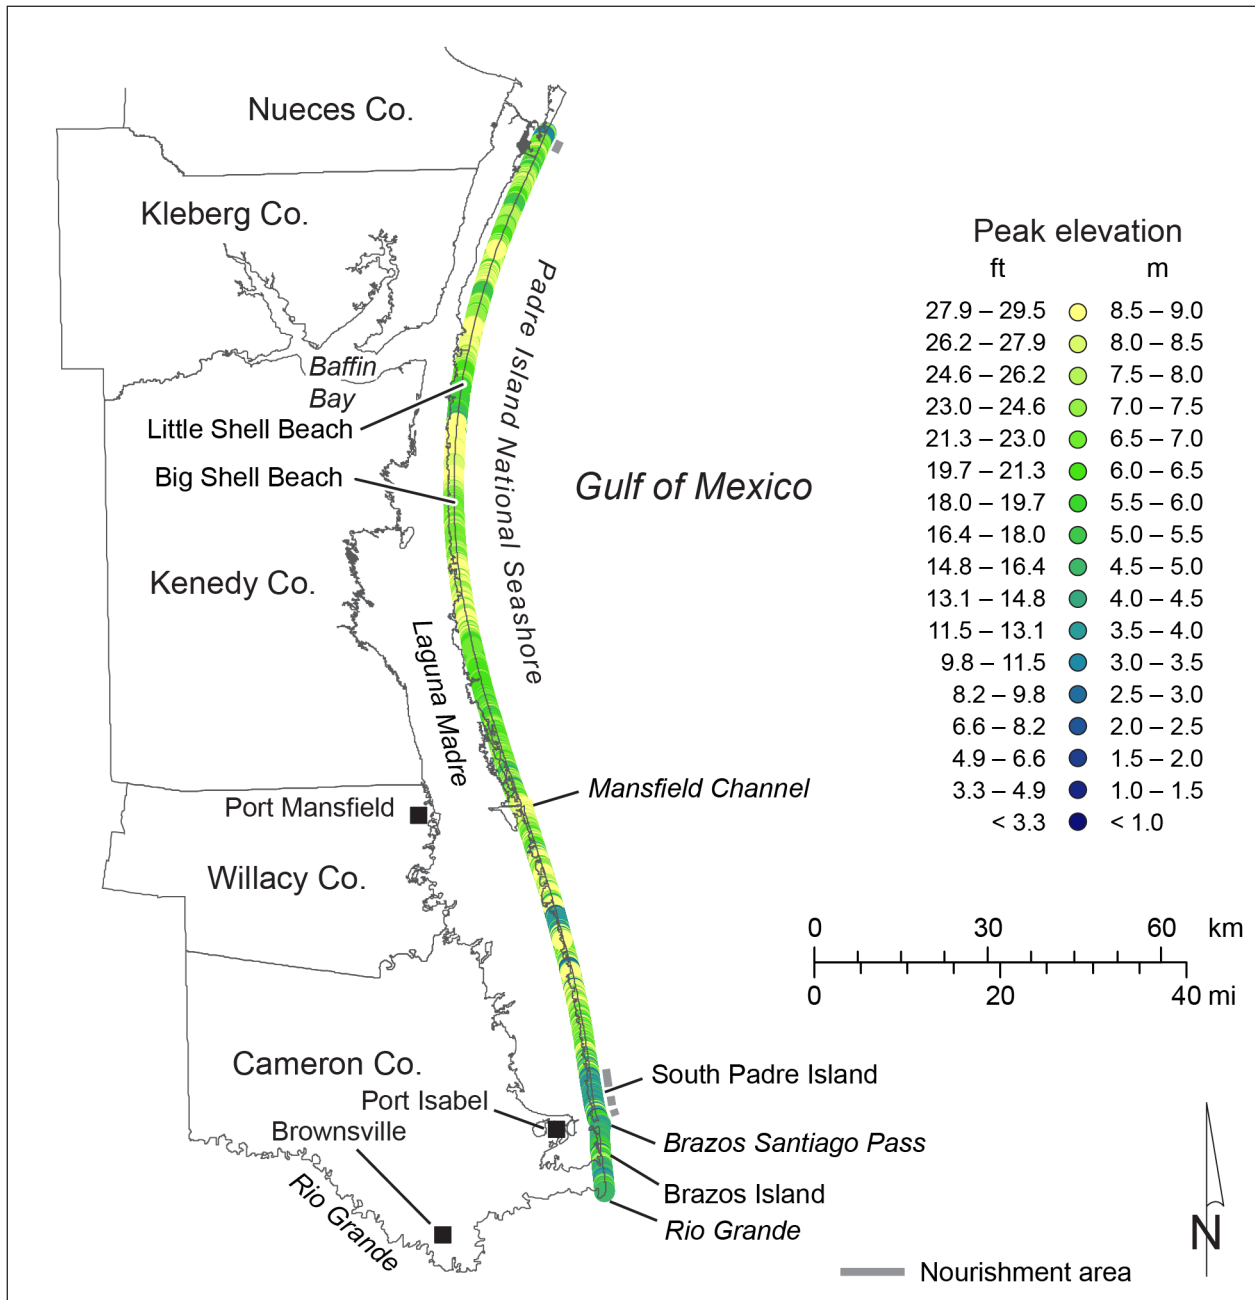 Nueces Co.
Kleberg Co.
Baffin
Bay
Little Shell Beach
Big Shell Beach
Padre Island National Seashore
Gulf of Mexico
Kenedy Co.
Laguna Madre
Mansfield Channel
Port Mansfield
Willacy Co.
Cameron Co.
South Padre Island
Port Isabel
Brownsville
Brazos Santiago Pass
Brazos Island
Rio Grande
Rio Grande
Peak elevation
ft m
27.9 – 29.5 8.5 – 9.0
26.2 – 27.9 8.0 – 8.5
24.6 – 26.2 7.5 – 8.0
23.0 – 24.6 7.0 – 7.5
21.3 – 23.0 6.5 – 7.0
19.7 – 21.3 6.0 – 6.5
18.0 – 19.7 5.5 – 6.0
16.4 – 18.0 5.0 – 5.5
14.8 – 16.4 4.5 – 5.0
13.1 – 14.8 4.0 – 4.5
11.5 – 13.1 3.5 – 4.0
9.8 – 11.5 3.0 – 3.5
8.2 – 9.8 2.5 – 3.0
6.6 – 8.2 2.0 – 2.5
4.9 – 6.6 1.5 – 2.0
3.3 – 4.9 1.0 – 1.5
< 3.3 < 1.0
0 30 60 km
0 20 40 mi
N
Nourishment area